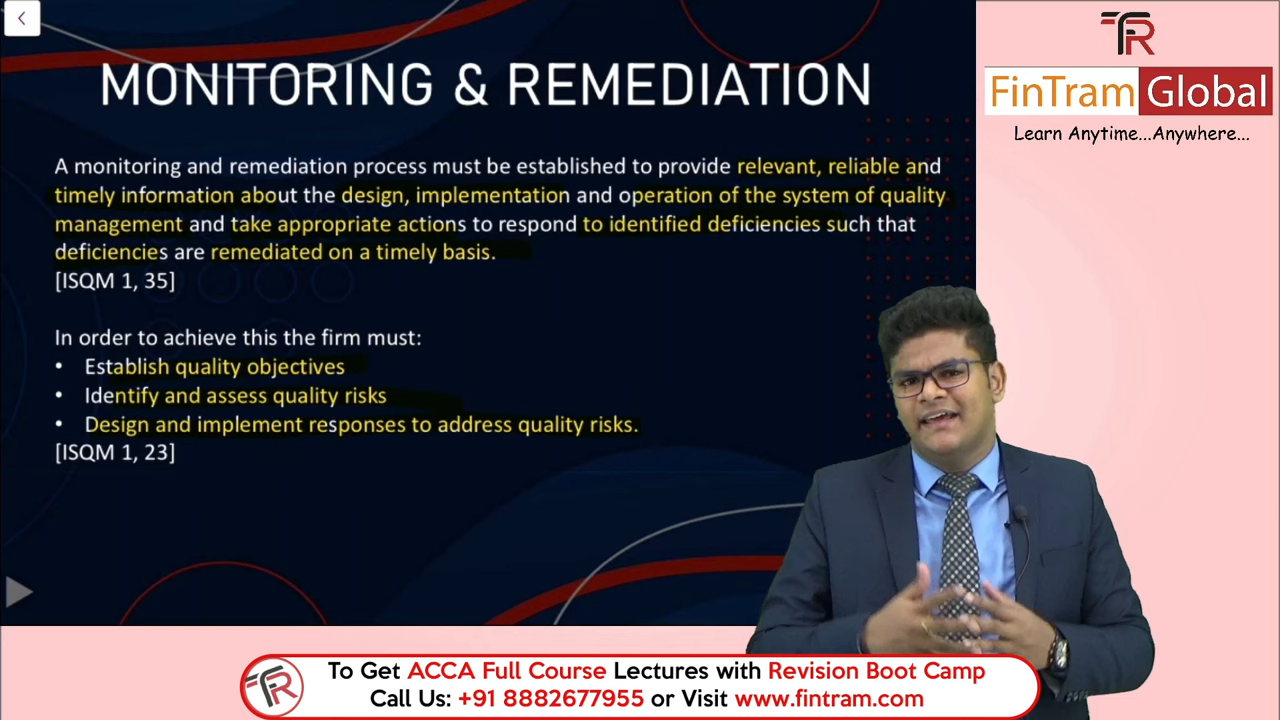 MONITORING & REMEDIATION
A monitoring and remediation process must be established to provide relevant, reliable and
timely information about the design, implementation and operation of the system of quality
management and take appropriate actions to respond to identified deficiencies such that
deficiencies are remediated on a timely basis.
[ISQM 1, 35]
In order to achieve this the firm must:
• Establish quality objectives
• Identify and assess quality risks
• Design and implement responses to address quality risks.
[ISQM 1, 23]
FinTram Global
Learn Anytime...Anywhere...
To Get ACCA Full Course Lectures with Revision Boot Camp
Call Us: +91 8882677955 or Visit www.fintram.com